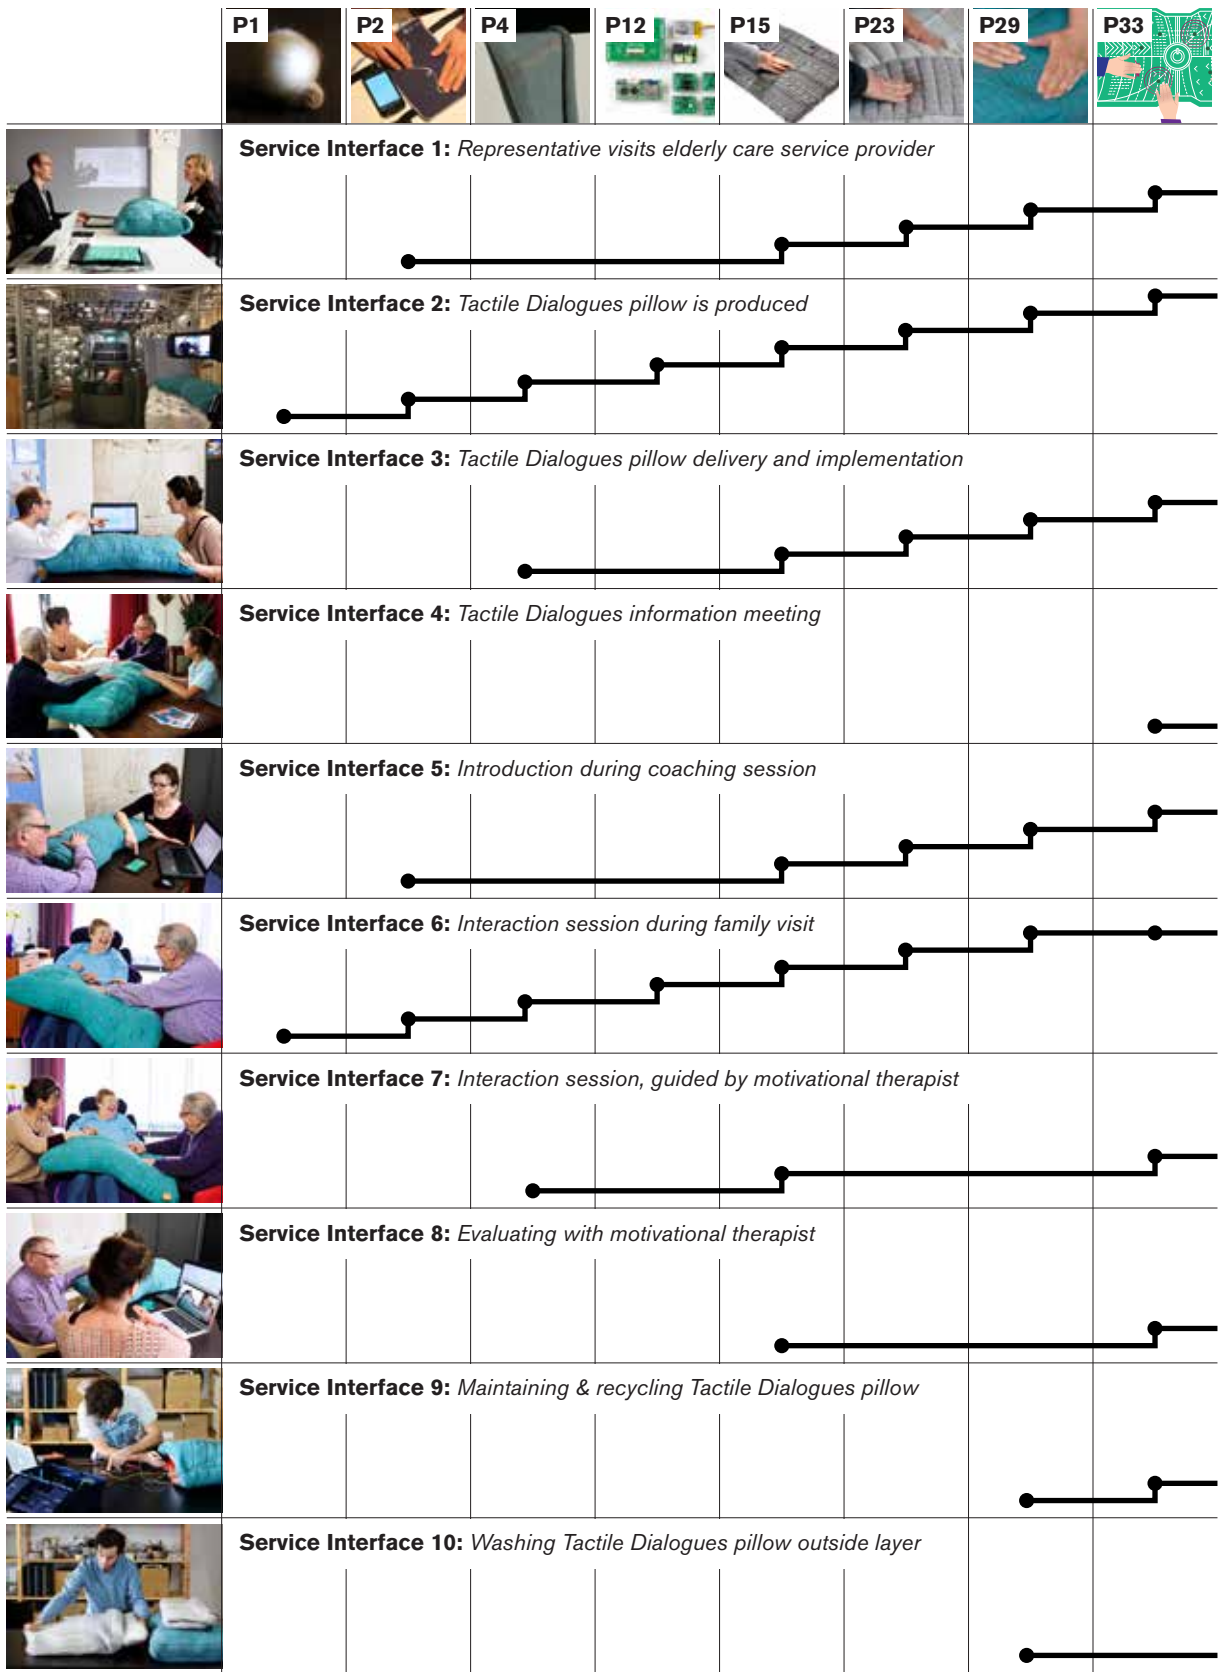 P1 P2 P4 P12 P15 P23 P29 P33
Service Interface 1: Representative visits elderly care service provider
Service Interface 2: Tactile Dialogues pillow is produced
Service Interface 3: Tactile Dialogues pillow delivery and implementation
Service Interface 4: Tactile Dialogues information meeting
Service Interface 5: Introduction during coaching session
Service Interface 6: Interaction session during family visit
Service Interface 7: Interaction session, guided by motivational therapist
Service Interface 8: Evaluating with motivational therapist
Service Interface 9: Maintaining & recycling Tactile Dialogues pillow
Service Interface 10: Washing Tactile Dialogues pillow outside layer